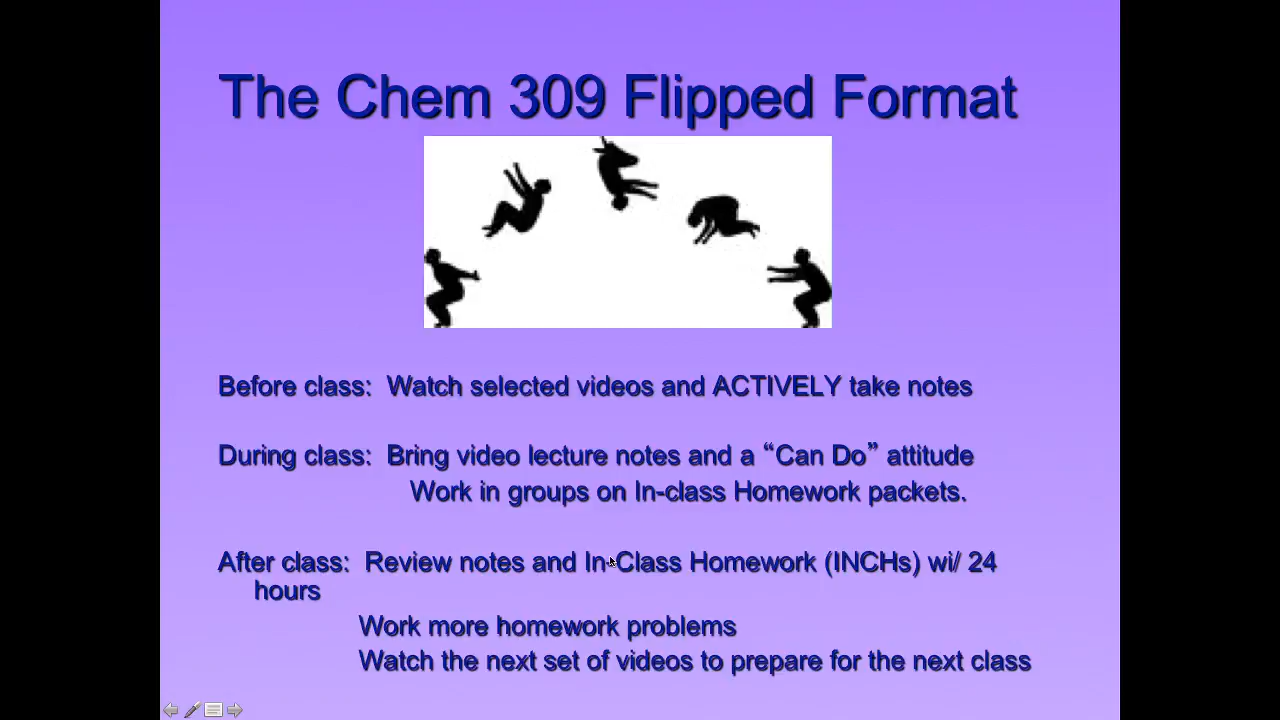 The Chem 309 Flipped Format
Before class: Watch selected videos and ACTIVELY take notes
During class: Bring video lecture notes and a “Can Do” attitude
Work in groups on In-class Homework packets.
After class: Review notes and In-Class Homework (INCHs) wi/ 24
hours
Work more homework problems
Watch the next set of videos to prepare for the next class